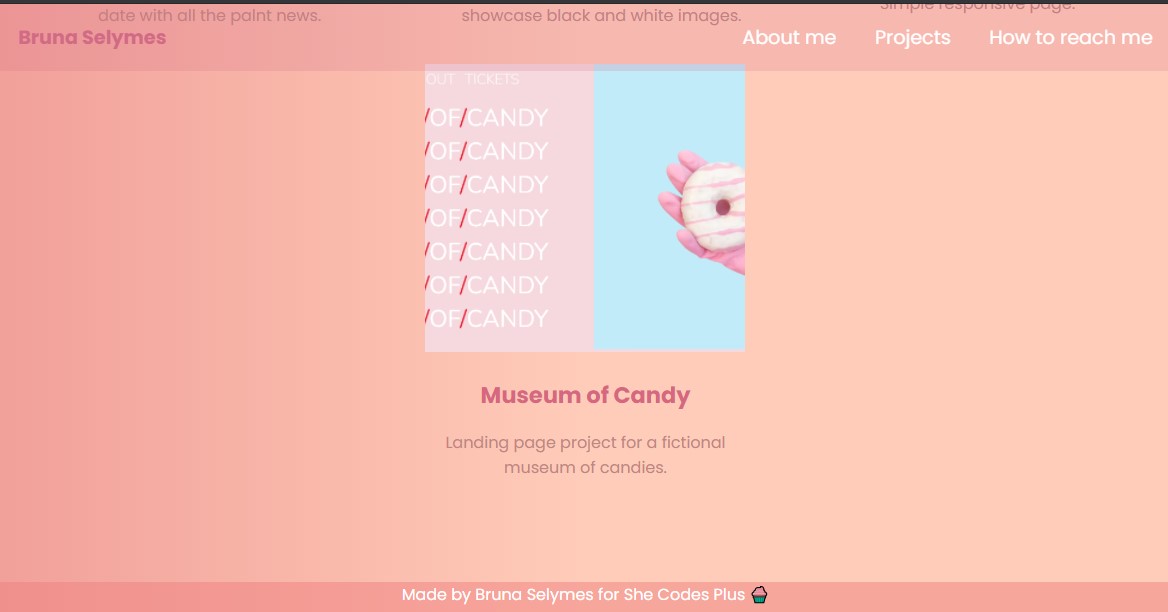 date with all the paint news.
showcase black and white images.
Simple responsive page.
Bruna Selymes
About me
Projects
How to reach me
OUT TICKETS
/OF/CANDY
/OF/CANDY
/OF/CANDY
/OF/CANDY
/OF/CANDY
/OF/CANDY
/OF/CANDY
Museum of Candy
Landing page project for a fictional
museum of candies.
Made by Bruna Selymes for She Codes Plus 🧁